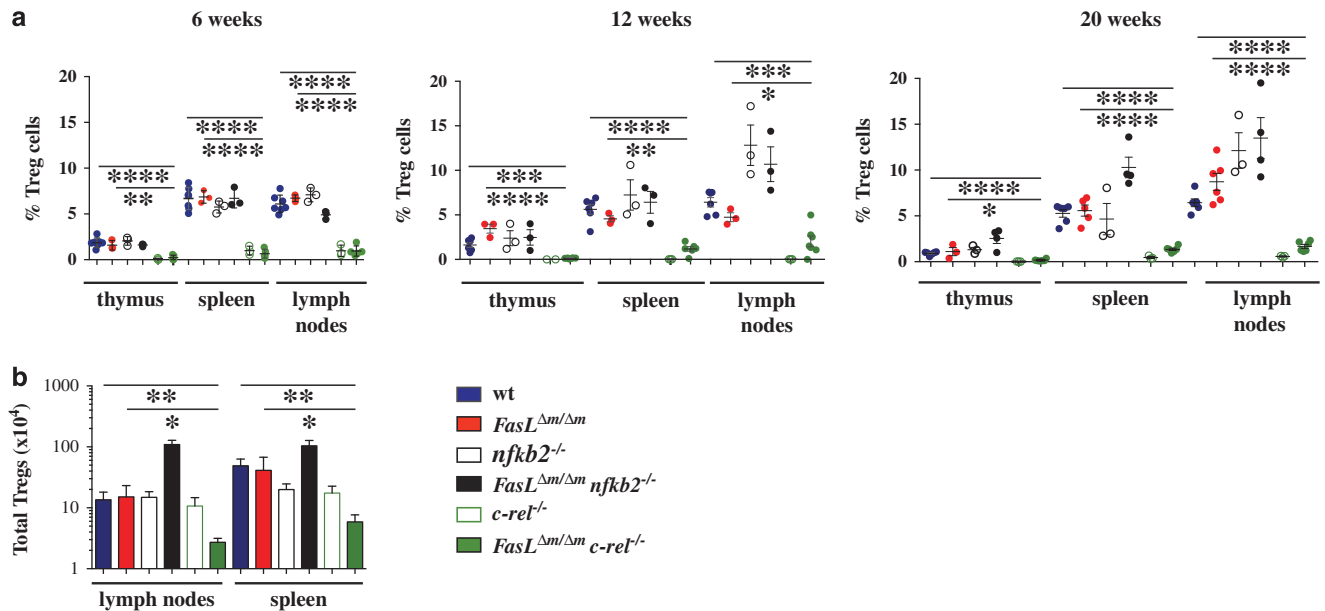 a
6 weeks
12 weeks
20 weeks
% Treg cells
20
15
10
5
0
****
**
****
****
****
****
thymus
spleen
lymph
nodes
% Treg cells
20
15
10
5
0
***
****
****
**
***
*
thymus
spleen
lymph
nodes
% Treg cells
20
15
10
5
0
****
*
****
****
****
****
thymus
spleen
lymph
nodes
b
Total Tregs (x10⁴)
1000
100
10
1
**
*
**
*
lymph nodes
spleen
wt
FasL^Δm/Δm
nfkb2^-/-
FasL^Δm/Δm nfkb2^-/-
c-rel^-/-
FasL^Δm/Δm c-rel^-/-